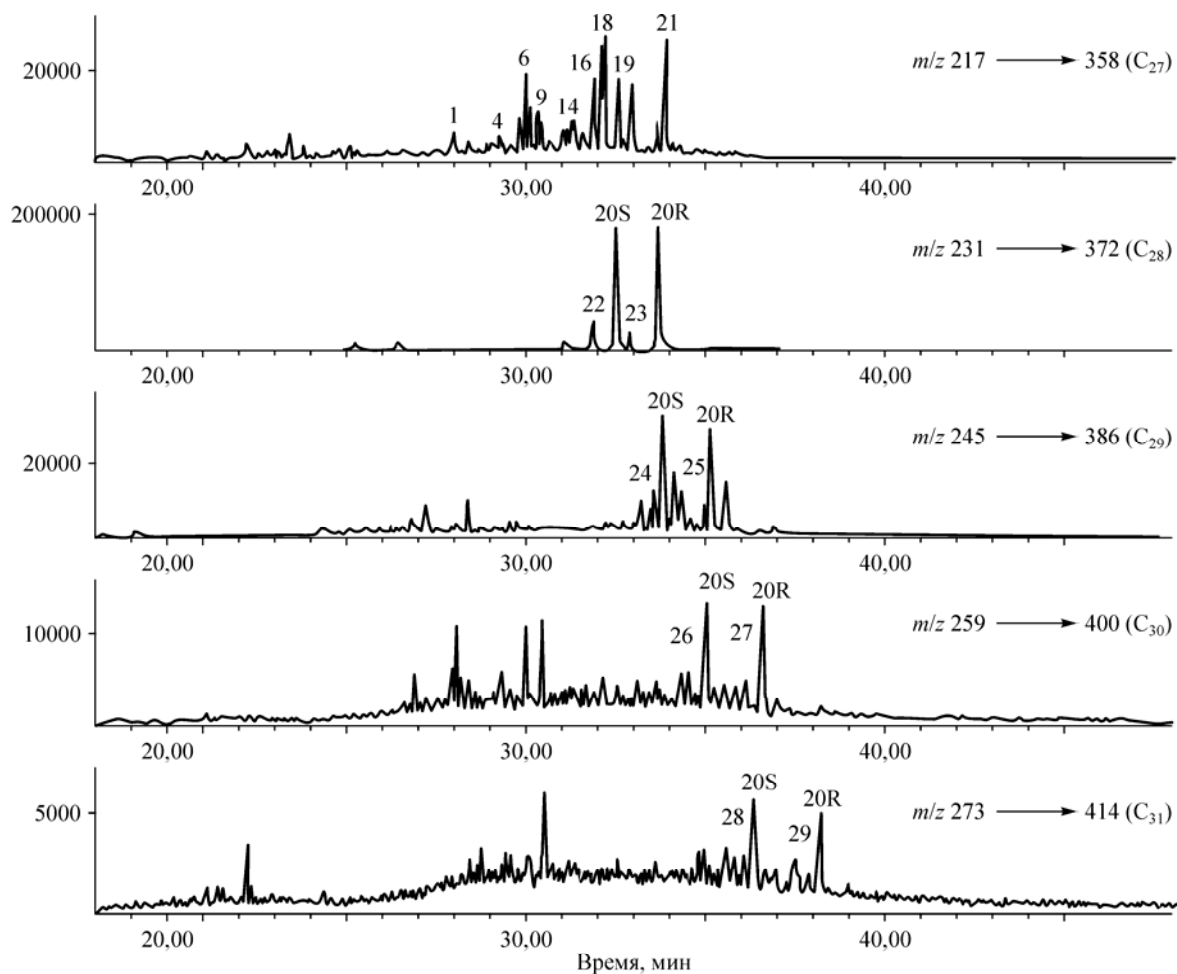 18
21
6
16
19
9
14
1
4
20000
m/z 217 ⟶ 358 (C₂₇)
20,00 30,00 40,00
200000
20S 20R
22
23
m/z 231 ⟶ 372 (C₂₈)
20,00 30,00 40,00
20S 20R
24
25
20000
m/z 245 ⟶ 386 (C₂₉)
20,00 30,00 40,00
20S 20R
26
27
10000
m/z 259 ⟶ 400 (C₃₀)
20,00 30,00 40,00
20S 20R
28
29
5000
m/z 273 ⟶ 414 (C₃₁)
20,00 30,00 40,00
Время, мин